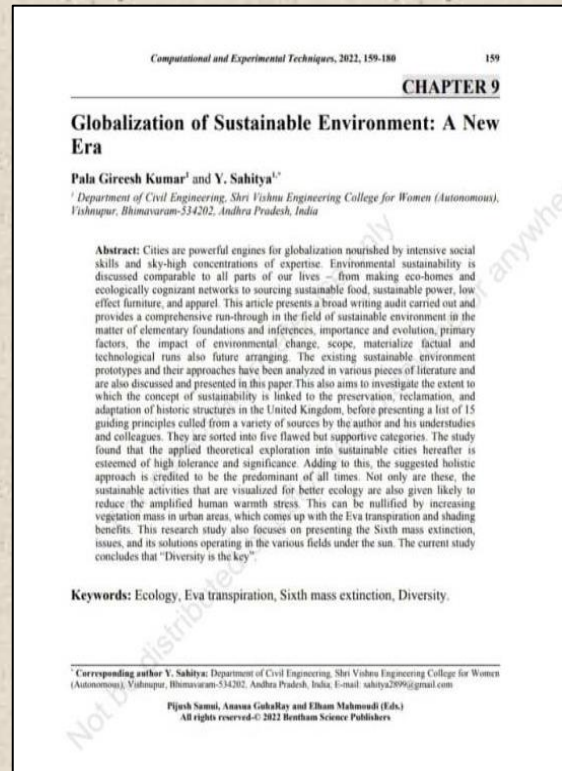 Computational and Experimental Techniques, 2022, 159-180 159
CHAPTER 9
Globalization of Sustainable Environment: A New
Era
Pala Gireesh Kumar¹ and Y. Sahitya¹,*
¹ Department of Civil Engineering, Shri Vishnu Engineering College for Women (Autonomous),
Vishnupur, Bhimavaram-534202, Andhra Pradesh, India
Abstract: Cities are powerful engines for globalization nourished by intensive social
skills and sky-high concentrations of expertise. Environmental sustainability is
discussed comparable to all parts of our lives – from making eco-homes and
ecologically cognizant networks to sourcing sustainable food, sustainable power, low
effect furniture, and apparel. This article presents a broad writing audit carried out and
provides a comprehensive run-through in the field of sustainable environment in the
matter of elementary foundations and inferences, importance and evolution, primary
factors, the impact of environmental change, scope, materialize factual and
technological runs also future arranging. The existing sustainable environment
prototypes and their approaches have been analyzed in various pieces of literature and
are also discussed and presented in this paper.This also aims to investigate the extent to
which the concept of sustainability is linked to the preservation, reclamation, and
adaptation of historic structures in the United Kingdom, before presenting a list of 15
guiding principles culled from a variety of sources by the author and his understudies
and colleagues. They are sorted into five flawed but supportive categories. The study
found that the applied theoretical exploration into sustainable cities hereafter is
esteemed of high tolerance and significance. Adding to this, the suggested holistic
approach is credited to be the predominant of all times. Not only are these, the
sustainable activities that are visualized for better ecology are also given likely to
reduce the amplified human warmth stress. This can be nullified by increasing
vegetation mass in urban areas, which comes up with the Eva transpiration and shading
benefits. This research study also focuses on presenting the Sixth mass extinction,
issues, and its solutions operating in the various fields under the sun. The current study
concludes that “Diversity is the key”.
Keywords: Ecology, Eva transpiration, Sixth mass extinction, Diversity.
* Corresponding author Y. Sahitya: Department of Civil Engineering, Shri Vishnu Engineering College for Women
(Autonomous), Vishnupur, Bhimavaram-534202, Andhra Pradesh, India, E-mail: sahitya2899@gmail.com
Pijush Samui, Anasua GuhaRay and Elham Mahmoudi (Eds.)
All rights reserved-© 2022 Bentham Science Publishers